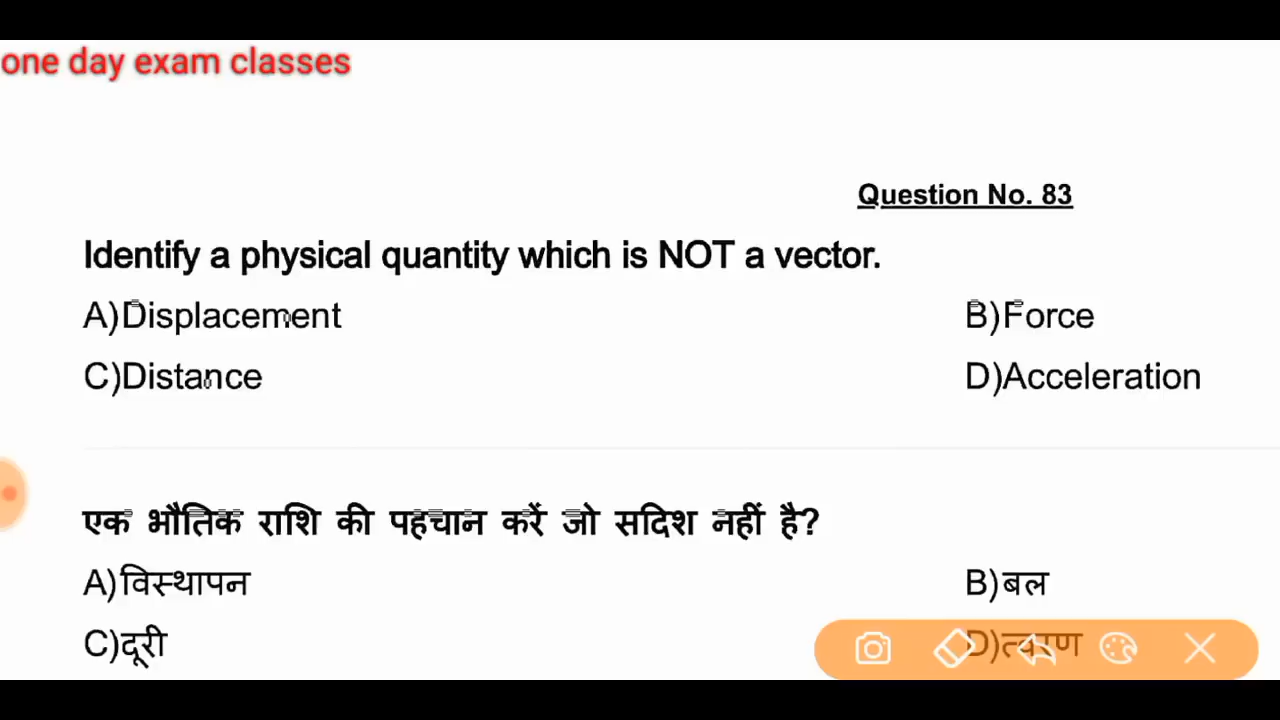 one day exam classes
Question No. 83
Identify a physical quantity which is NOT a vector.
A)Displacement B)Force
C)Distance D)Acceleration
एक भौतिक राशि की पहचान करें जो सदिश नहीं है?
A)विस्थापन B)बल
C)दूरी D)त्वरण